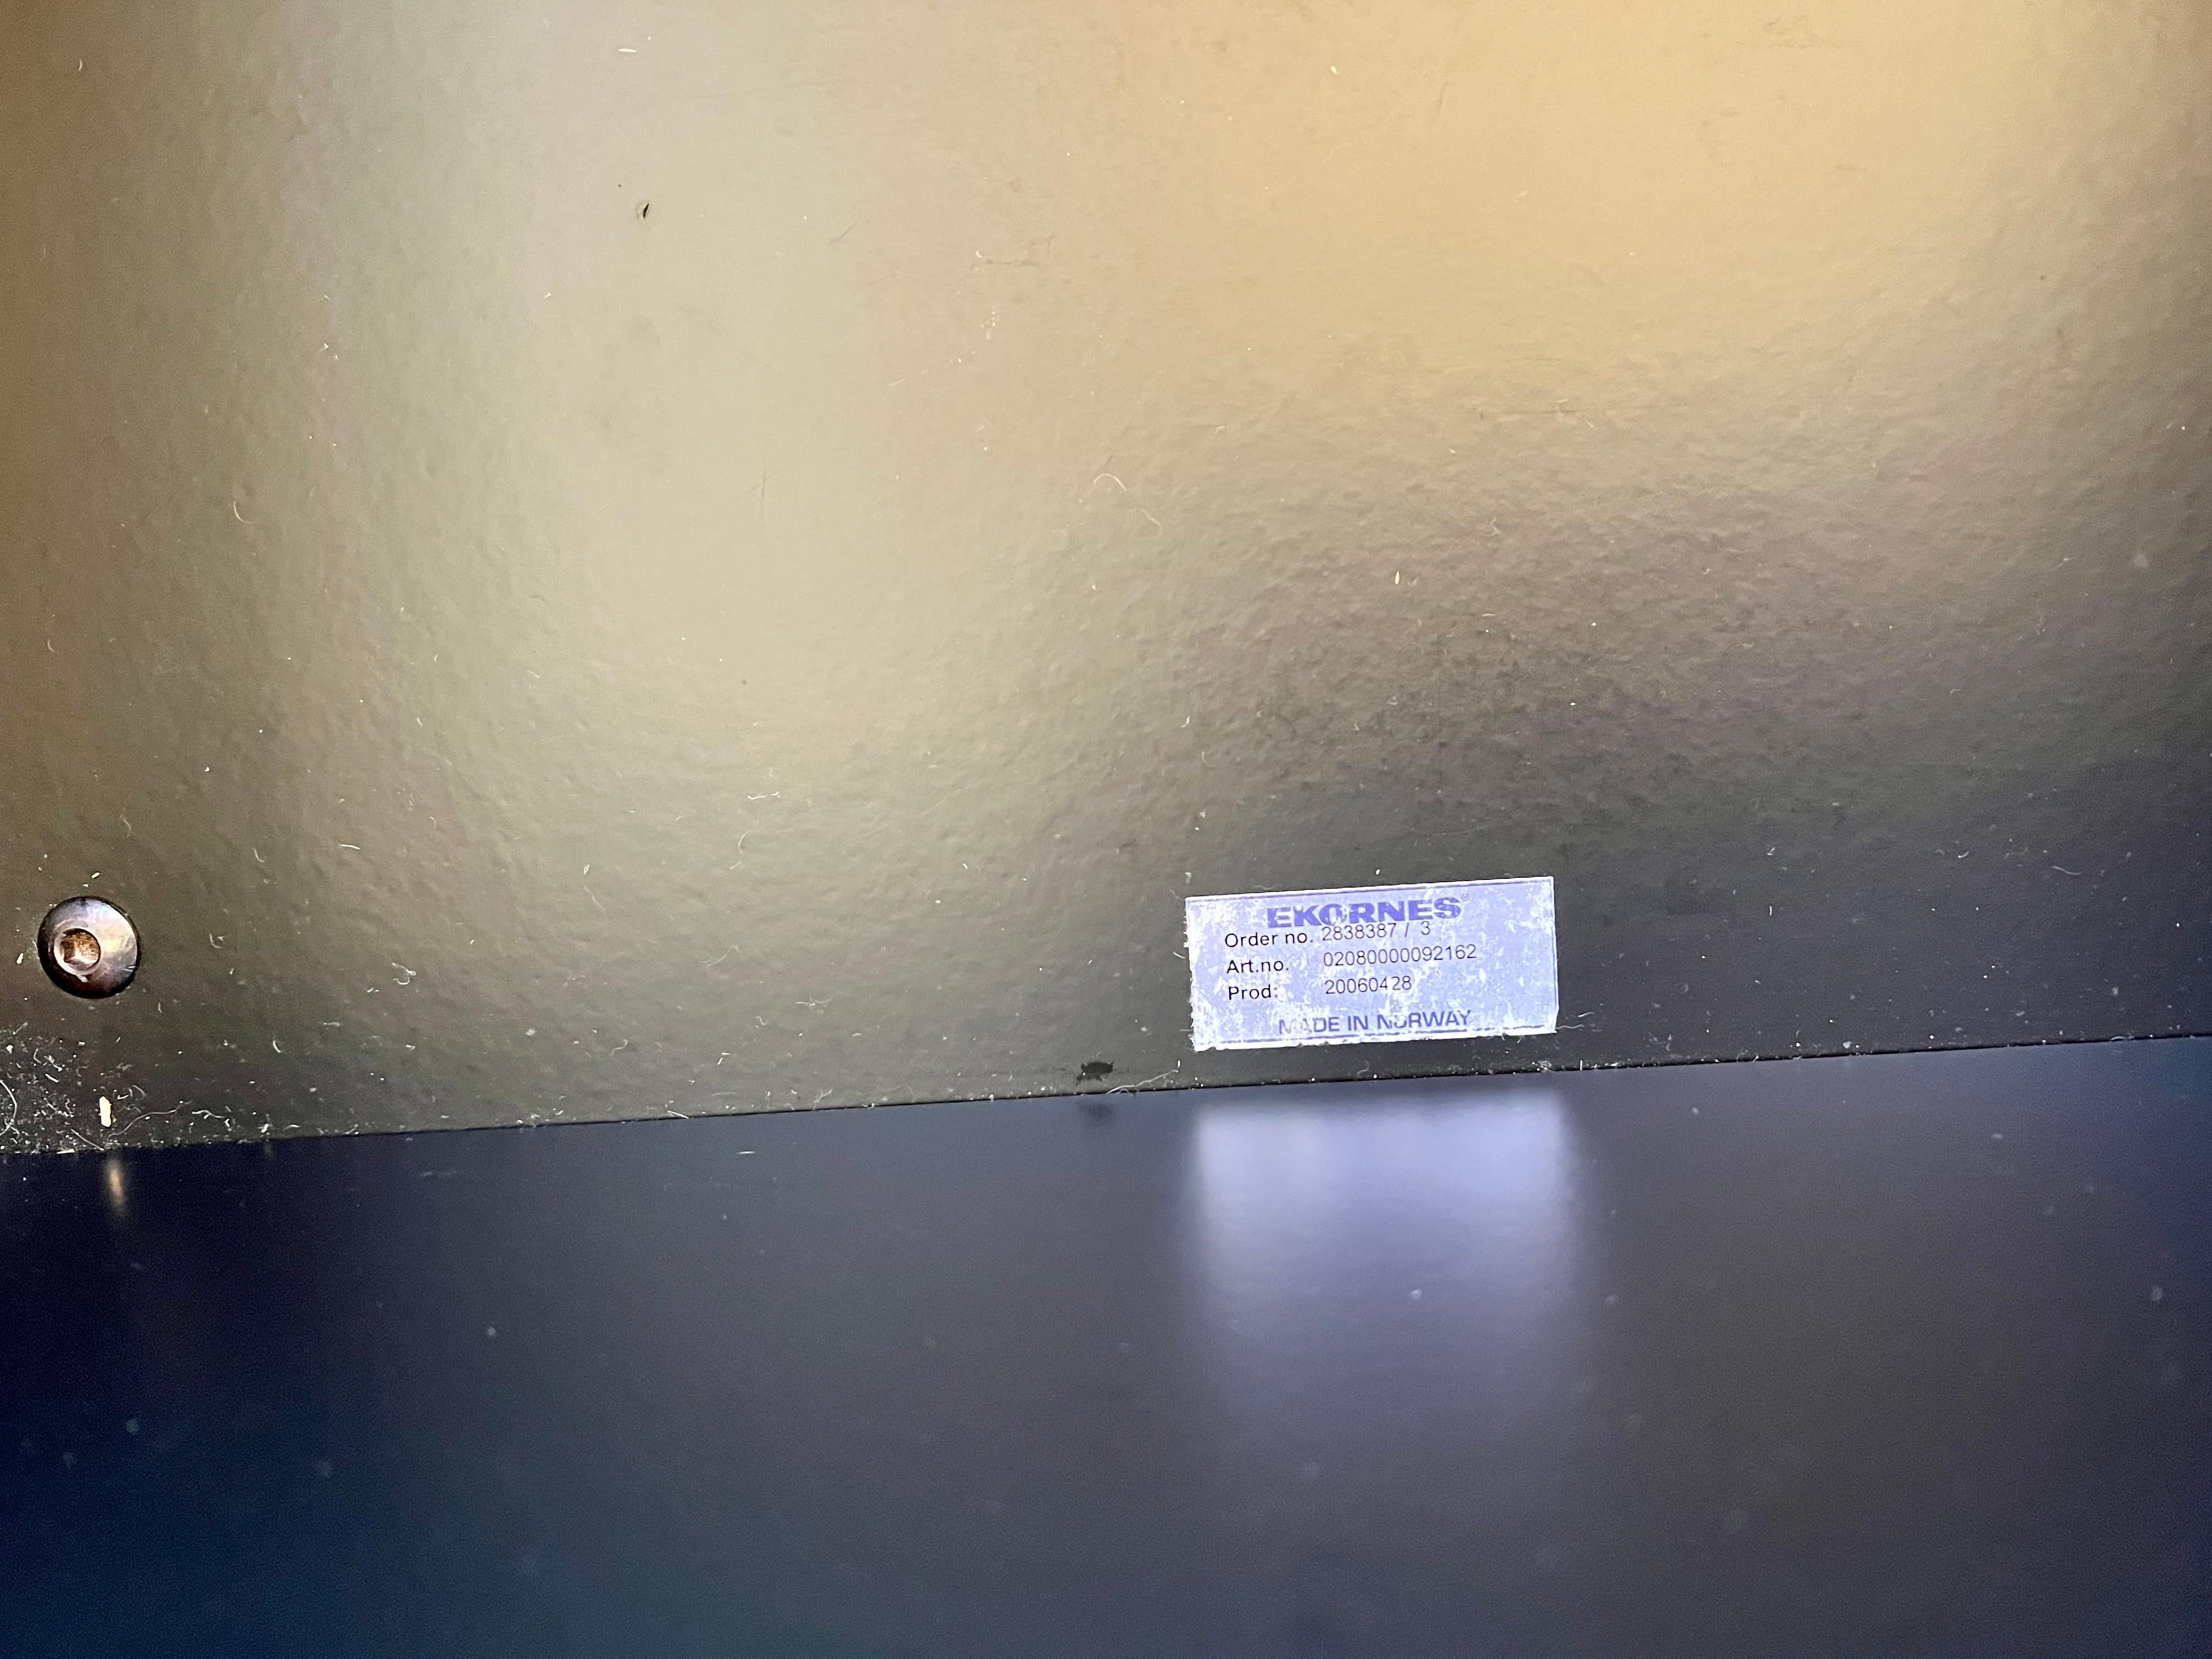 EKORNES®
Order no. 2838387 / 3
Art.no. 02080000092162
Prod: 20060428
MADE IN NORWAY